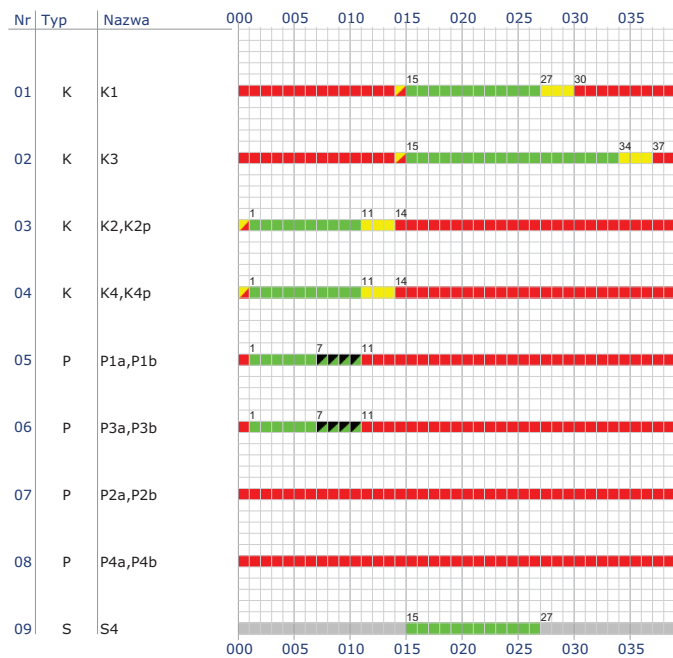 Nr Typ Nazwa 000 005 010 015 020 025 030 035
15 27 30
01 K K1
15 34 37
02 K K3
1 11 14
03 K K2,K2p
1 11 14
04 K K4,K4p
1 7 11
05 P P1a,P1b
1 7 11
06 P P3a,P3b
07 P P2a,P2b
08 P P4a,P4b
15 27
09 S S4
000 005 010 015 020 025 030 035